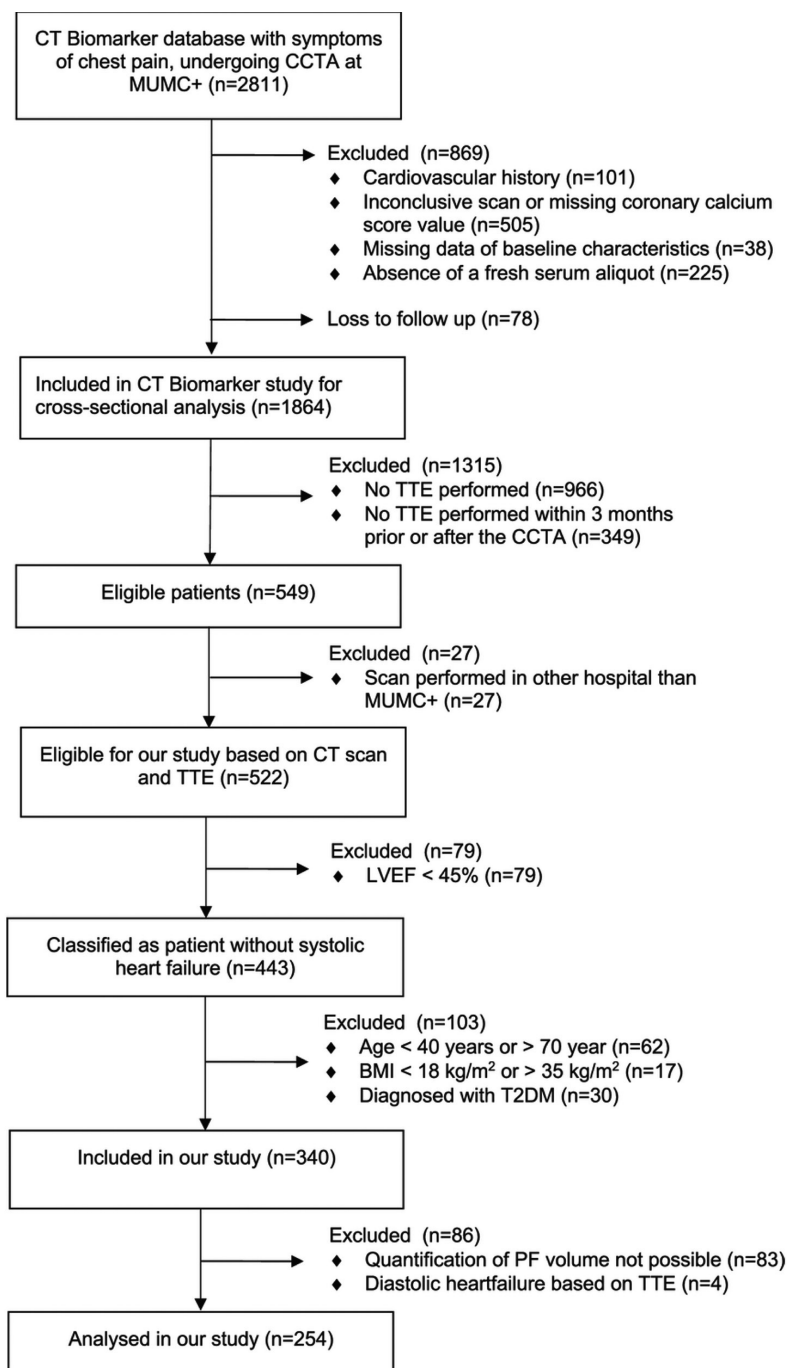 CT Biomarker database with symptoms
of chest pain, undergoing CCTA at
MUMC+ (n=2811)
Excluded (n=869)
♦ Cardiovascular history (n=101)
♦ Inconclusive scan or missing coronary calcium
score value (n=505)
♦ Missing data of baseline characteristics (n=38)
♦ Absence of a fresh serum aliquot (n=225)
Loss to follow up (n=78)
Included in CT Biomarker study for
cross-sectional analysis (n=1864)
Excluded (n=1315)
♦ No TTE performed (n=966)
♦ No TTE performed within 3 months
prior or after the CCTA (n=349)
Eligible patients (n=549)
Excluded (n=27)
♦ Scan performed in other hospital than
MUMC+ (n=27)
Eligible for our study based on CT scan
and TTE (n=522)
Excluded (n=79)
♦ LVEF < 45% (n=79)
Classified as patient without systolic
heart failure (n=443)
Excluded (n=103)
♦ Age < 40 years or > 70 year (n=62)
♦ BMI < 18 kg/m² or > 35 kg/m² (n=17)
♦ Diagnosed with T2DM (n=30)
Included in our study (n=340)
Excluded (n=86)
♦ Quantification of PF volume not possible (n=83)
♦ Diastolic heartfailure based on TTE (n=4)
Analysed in our study (n=254)